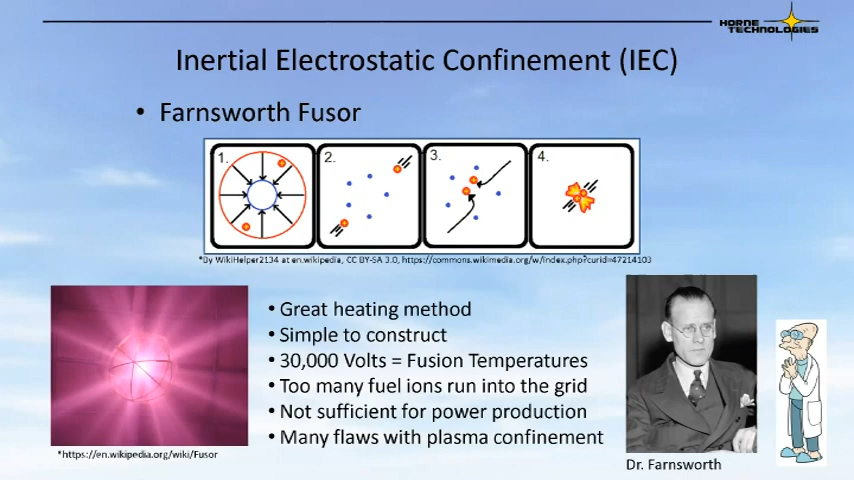 HORNE
TECHNOLOGIES
Inertial Electrostatic Confinement (IEC)
• Farnsworth Fusor
1.
2.
3.
4.
*By WikiHelper2134 at en.wikipedia, CC BY-SA 3.0, https://commons.wikimedia.org/w/index.php?curid=47214103
• Great heating method
• Simple to construct
• 30,000 Volts = Fusion Temperatures
• Too many fuel ions run into the grid
• Not sufficient for power production
• Many flaws with plasma confinement
*https://en.wikipedia.org/wiki/Fusor
Dr. Farnsworth